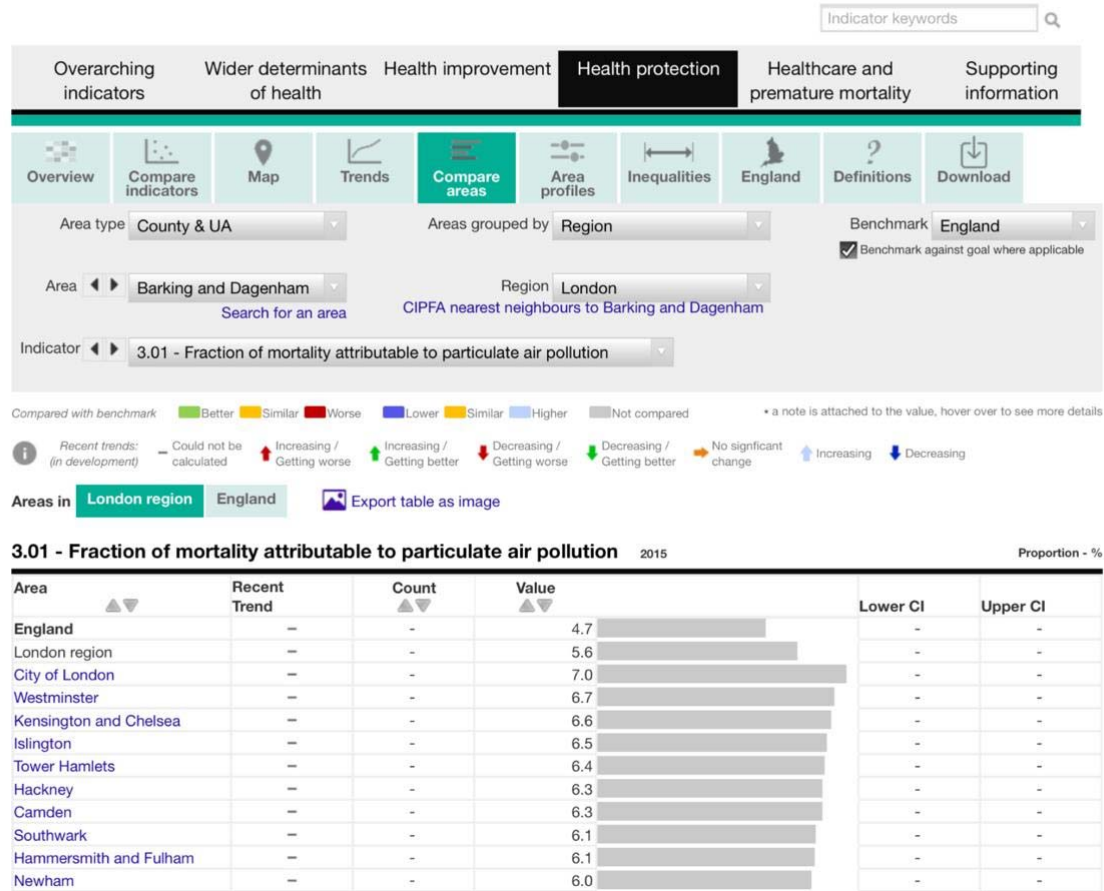 Indicator keywords
Overarching indicators
Wider determinants of health
Health improvement
Health protection
Healthcare and premature mortality
Supporting information
Overview
Compare indicators
Map
Trends
Compare areas
Area profiles
Inequalities
England
Definitions
Download
Area type County & UA
Areas grouped by Region
Benchmark England
Benchmark against goal where applicable
Area Barking and Dagenham
Search for an area
Region London
CIPFA nearest neighbours to Barking and Dagenham
Indicator 3.01 - Fraction of mortality attributable to particulate air pollution
Compared with benchmark Better Similar Worse Lower Similar Higher Not compared
• a note is attached to the value, hover over to see more details
Recent trends: (in development)
– Could not be calculated
Increasing / Getting worse
Increasing / Getting better
Decreasing / Getting worse
Decreasing / Getting better
No signficant change
Increasing
Decreasing
Areas in London region England Export table as image
3.01 - Fraction of mortality attributable to particulate air pollution 2015 Proportion - %
Area Recent Trend Count Value Lower CI Upper CI
England – - 4.7 - -
London region – - 5.6 - -
City of London – - 7.0 - -
Westminster – - 6.7 - -
Kensington and Chelsea – - 6.6 - -
Islington – - 6.5 - -
Tower Hamlets – - 6.4 - -
Hackney – - 6.3 - -
Camden – - 6.3 - -
Southwark – - 6.1 - -
Hammersmith and Fulham – - 6.1 - -
Newham – - 6.0 - -